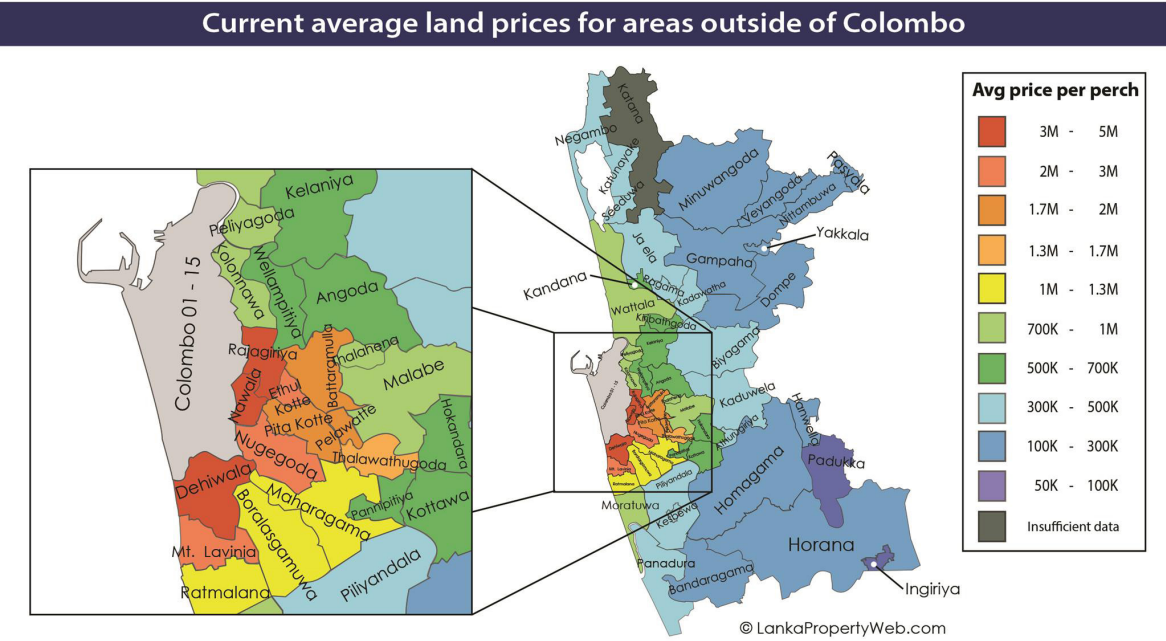 Current average land prices for areas outside of Colombo
Avg price per perch
3M - 5M
2M - 3M
1.7M - 2M
1.3M - 1.7M
1M - 1.3M
700K - 1M
500K - 700K
300K - 500K
100K - 300K
50K - 100K
Insufficient data
Katana
Negambo
Katunayake
Seeduwa
Minuwangoda
Pasyala
Veyangoda
Nittambuwa
Yakkala
Ja ela
Gampaha
Kandana
Ragama
Kadawatha
Dompe
Wattala
Kiribathgoda
Biyagama
Kaduwela
Athurugiriya
Hanwella
Padukka
Homagama
Piliyandala
Moratuwa
Kesbewa
Horana
Panadura
Bandaragama
Ingiriya
Kelaniya
Peliyagoda
Kolonnawa
Wellampitiya
Angoda
Colombo 01 - 15
Rajagiriya
Thalahena
Battaramulla
Malabe
Nawala
Ethul
Kotte
Pita Kotte
Pelawatte
Hokandara
Nugegoda
Thalawathugoda
Dehiwala
Maharagama
Pannipitiya
Kottawa
Boralasgamuwa
Mt. Lavinia
Ratmalana
Piliyandala
© LankaPropertyWeb.com